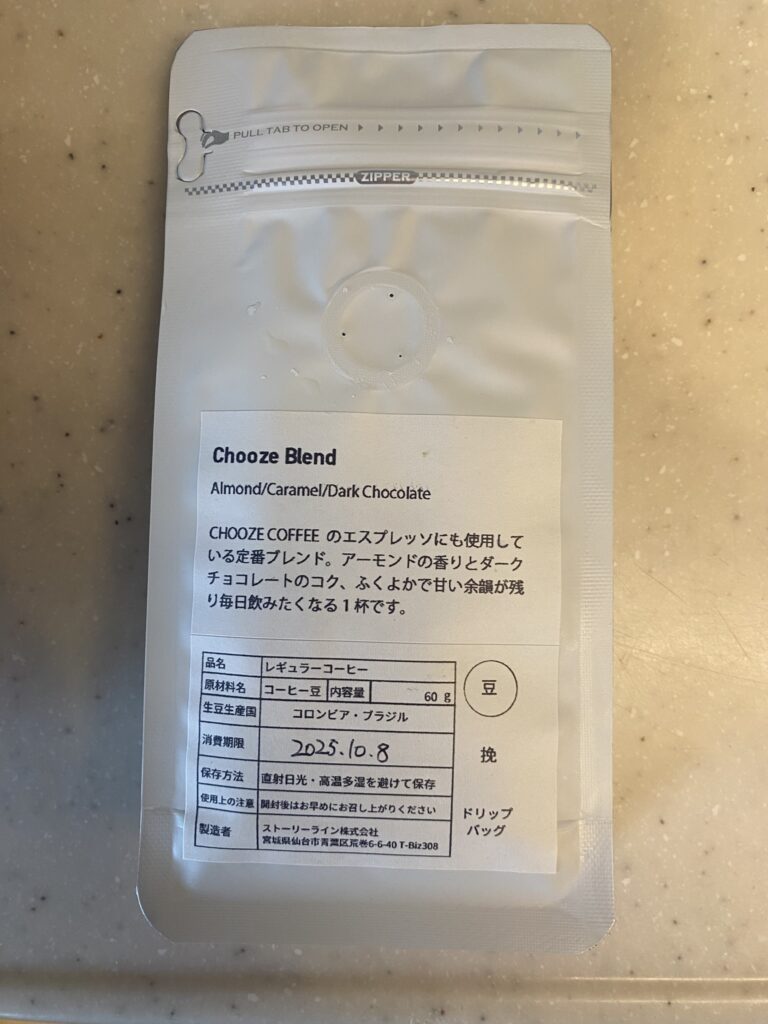 PULL TAB TO OPEN
ZIPPER
Chooze Blend
Almond/Caramel/Dark Chocolate
CHOOZE COFFEE のエスプレッソにも使用して
いる定番ブレンド。アーモンドの香りとダーク
チョコレートのコク、ふくよかで甘い余韻が残
り毎日飲みたくなる1杯です。
品名 レギュラーコーヒー
原材料名 コーヒー豆 内容量 60 g
生豆生産国 コロンビア・ブラジル
消費期限 2025.10.8
保存方法 直射日光・高温多湿を避けて保存
使用上の注意 開封後はお早めにお召し上がりください
製造者 ストーリーライン株式会社
宮城県仙台市青葉区荒巻6-6-40 T-Biz308
豆
挽
ドリップ
バッグ